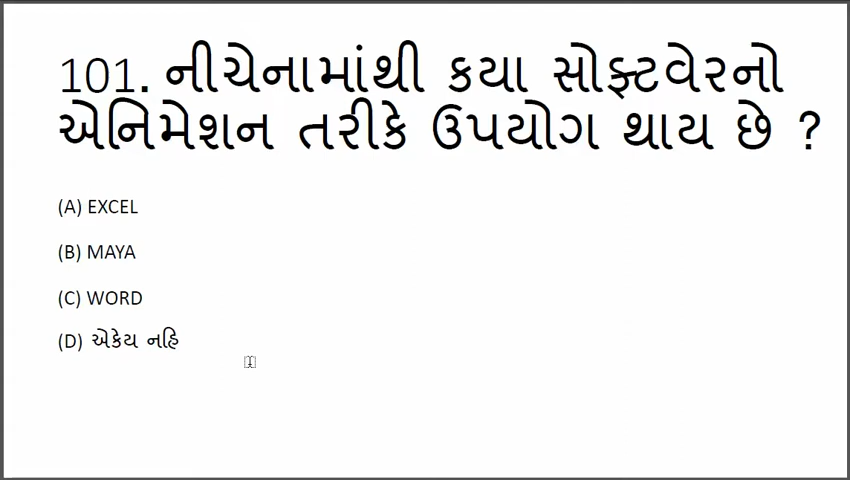 101. નીચેનામાંથી કયા સોફ્ટવેરનો
એનિમેશન તરીકે ઉપયોગ થાય છે ?
(A) EXCEL
(B) MAYA
(C) WORD
(D) એકેય નહિ